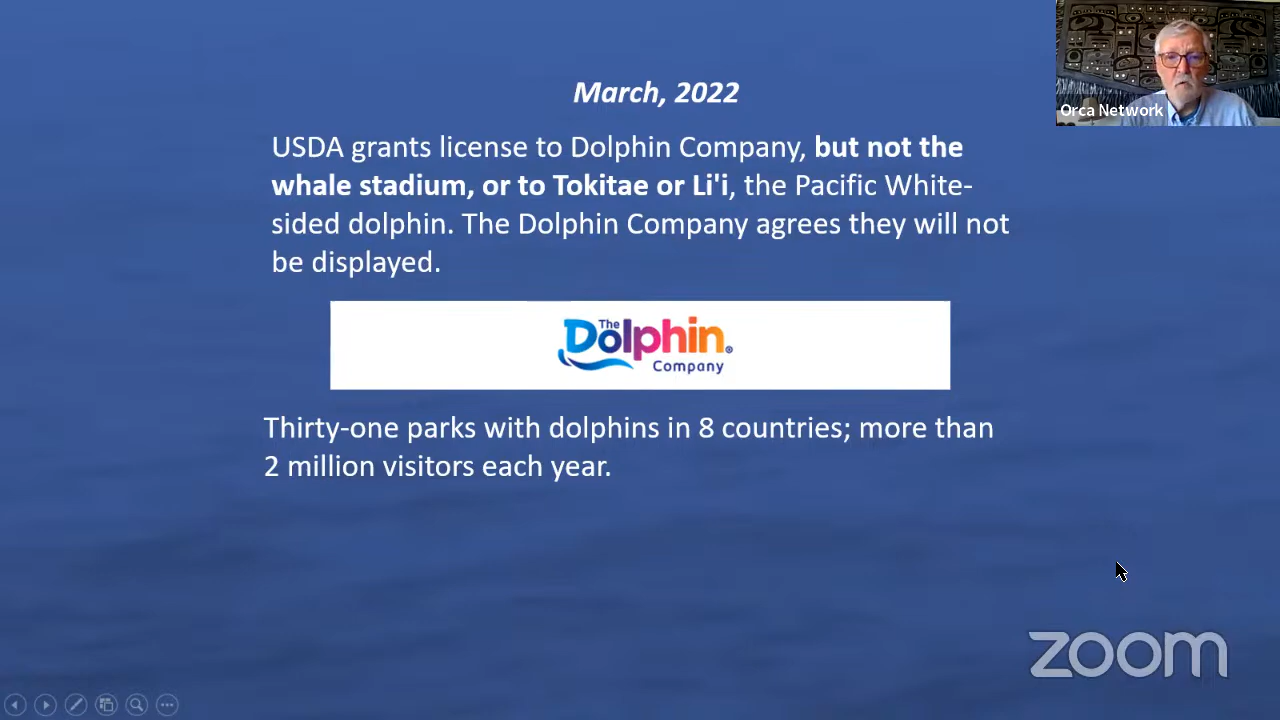 Orca Network
March, 2022
USDA grants license to Dolphin Company, but not the
whale stadium, or to Tokitae or Li'i, the Pacific White-
sided dolphin. The Dolphin Company agrees they will not
be displayed.
The
Dolphin®
Company
Thirty-one parks with dolphins in 8 countries; more than
2 million visitors each year.
zoom